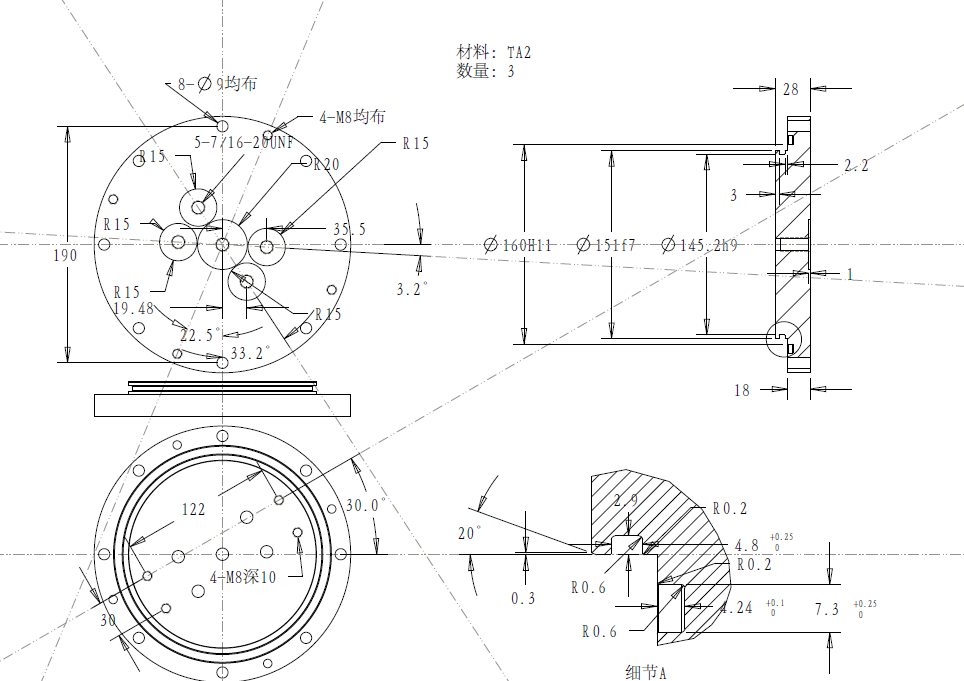 材料: TA2
数量: 3
8-∅9均布
4-M8均布
5-7/16-20UNF
R15
R20
R15
R15
35.5
190
3.2°
R15
19.48
R15
22.5°
33.2°
28
2.2
3
∅160H11
∅151f7
∅145.2h9
1
18
122
30.0°
4-M8深10
30
2.9
R0.2
20°
4.8 +0.25 0
R0.2
0.3
R0.6
4.24 +0.1 0
7.3 +0.25 0
R0.6
细节A